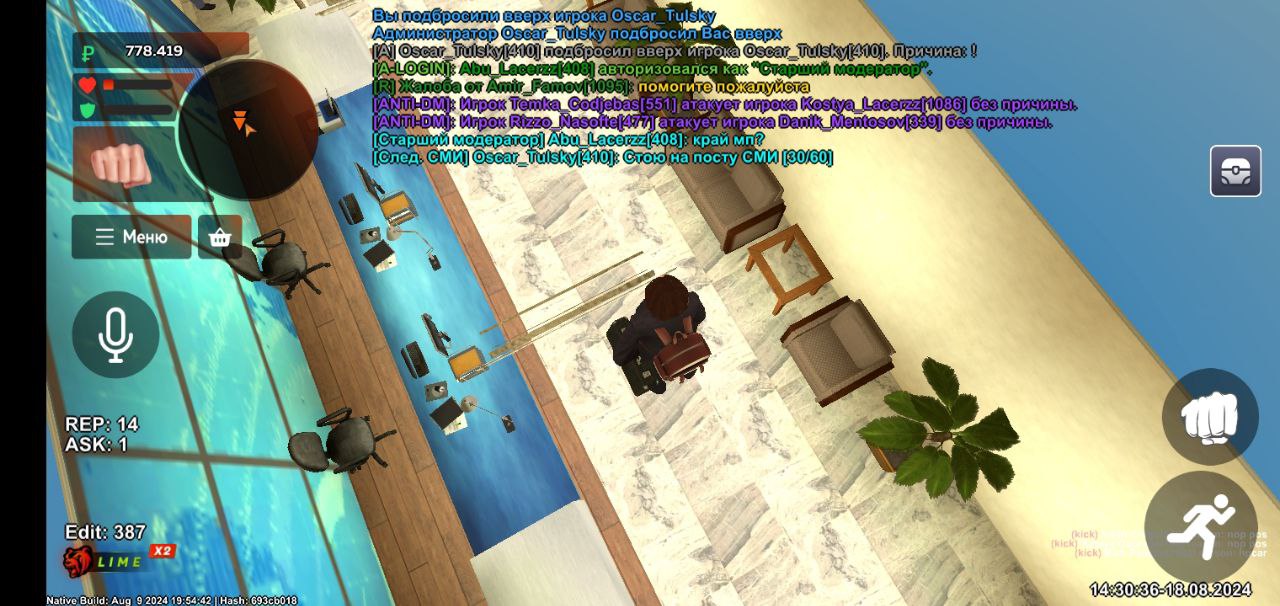 Вы подбросили вверх игрока Oscar_Tulsky
Администратор Oscar_Tulsky подбросил Вас вверх
[A] Oscar_Tulsky[410] подбросил вверх игрока Oscar_Tulsky[410]. Причина: !
[A-LOGIN]: Abu_Lacerzz[408] авторизовался как "Старший модератор".
[R] Жалоба от Amir_Famov[1095]: помогите пожалуйста
[ANTI-DM]: Игрок Temka_Codjebas[551] атакует игрока Kostya_Lacerzz[1086] без причины.
[ANTI-DM]: Игрок Rizzo_Nasofte[477] атакует игрока Danik_Mentosov[339] без причины.
[Старший модератор] Abu_Lacerzz[408]: край мп?
[След. СМИ] Oscar_Tulsky[410]: Стою на посту СМИ [30/60]
₽ 778.419
Меню
REP: 14
ASK: 1
Edit: 387
LIME X2
(kick)
(kick)
(kick)
14:30:36-18.08.2024
Native Build: Aug 9 2024 19:54:42 | Hash: 693cb018